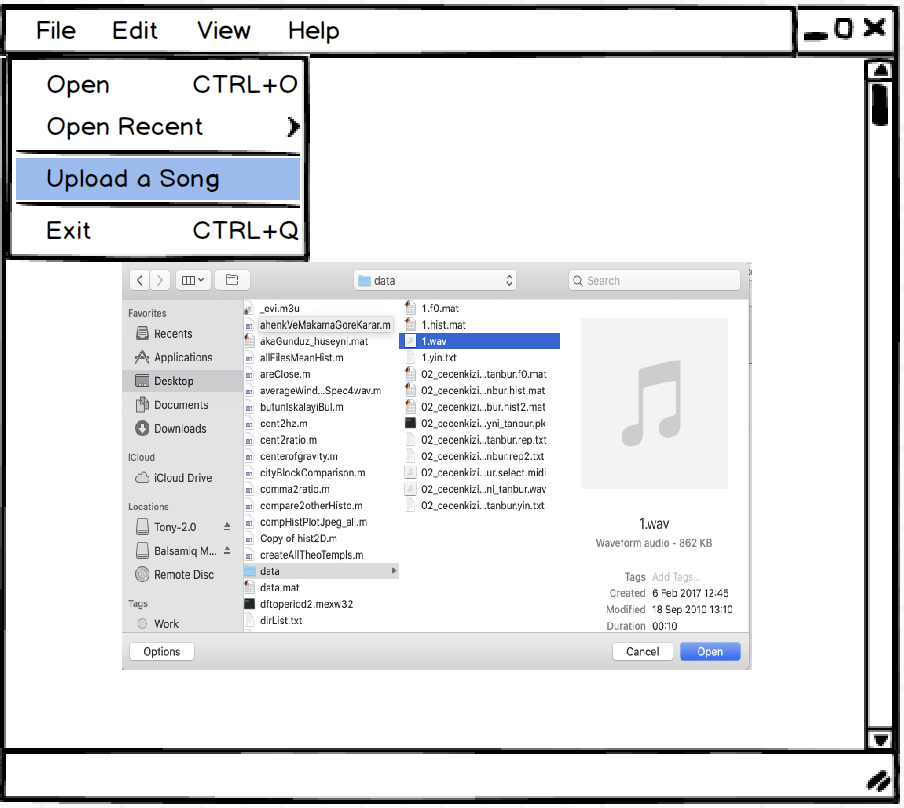 File Edit View Help
Open CTRL+O
Open Recent
Upload a Song
Exit CTRL+Q
data
Search
Favorites
Recents
Applications
Desktop
Documents
Downloads
iCloud
iCloud Drive
Locations
Tony-2.0
Balsamiq M...
Remote Disc
Tags
Work
_evi.m3u
ahenkVeMakamaGoreKarar.m
akaGunduz_huseyni.mat
allFilesMeanHist.m
areClose.m
averageWind...Spec4wav.m
butunIskalayiBul.m
cent2hz.m
cent2ratio.m
centerofgravity.m
cityBlockComparison.m
comma2ratio.m
compare2otherHisto.m
compHistPlotJpeg_all.m
Copy of hist2D.m
createAllTheoTempls.m
data
data.mat
dftoperiod2.mexw32
dirList.txt
1.f0.mat
1.hist.mat
1.wav
1.yin.txt
02_cecenkizi...tanbur.f0.mat
02_cecenkizi...nbur.hist.mat
02_cecenkizi...bur.hist2.mat
02_cecenkizi...yni_tanbur.pk
02_cecenkizi...tanbur.rep.txt
02_cecenkizi...nbur.rep2.txt
02_cecenkizi...ur.select.midi
02_cecenkizi...ni_tanbur.wav
02_cecenkizi...tanbur.yin.txt
1.wav
Waveform audio - 862 KB
Tags Add Tags...
Created 6 Feb 2017 12:45
Modified 18 Sep 2010 13:10
Duration 00:10
Options Cancel Open